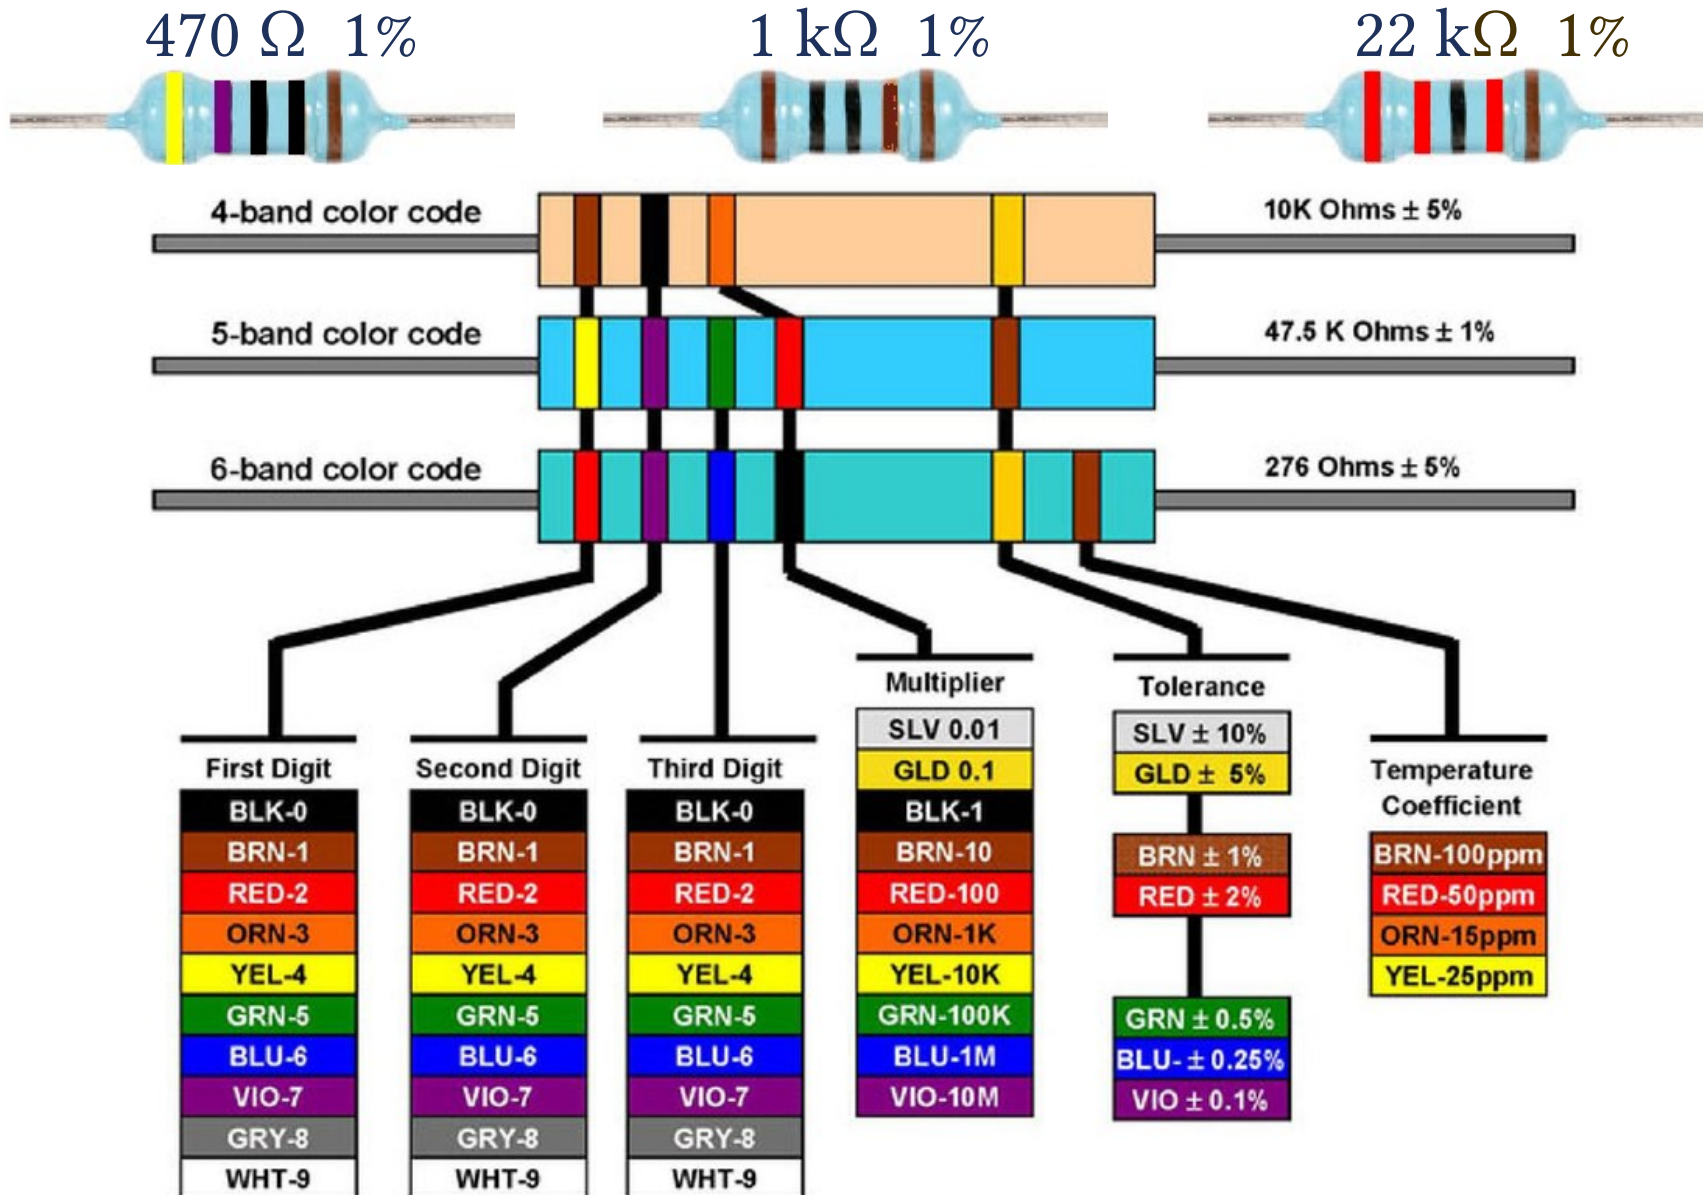 470 Ω 1%
1 kΩ 1%
22 kΩ 1%
4-band color code
10K Ohms ± 5%
5-band color code
47.5 K Ohms ± 1%
6-band color code
276 Ohms ± 5%
First Digit
BLK-0
BRN-1
RED-2
ORN-3
YEL-4
GRN-5
BLU-6
VIO-7
GRY-8
WHT-9
Second Digit
BLK-0
BRN-1
RED-2
ORN-3
YEL-4
GRN-5
BLU-6
VIO-7
GRY-8
WHT-9
Third Digit
BLK-0
BRN-1
RED-2
ORN-3
YEL-4
GRN-5
BLU-6
VIO-7
GRY-8
WHT-9
Multiplier
SLV 0.01
GLD 0.1
BLK-1
BRN-10
RED-100
ORN-1K
YEL-10K
GRN-100K
BLU-1M
VIO-10M
Tolerance
SLV ± 10%
GLD ± 5%
BRN ± 1%
RED ± 2%
GRN ± 0.5%
BLU- ± 0.25%
VIO ± 0.1%
Temperature
Coefficient
BRN-100ppm
RED-50ppm
ORN-15ppm
YEL-25ppm